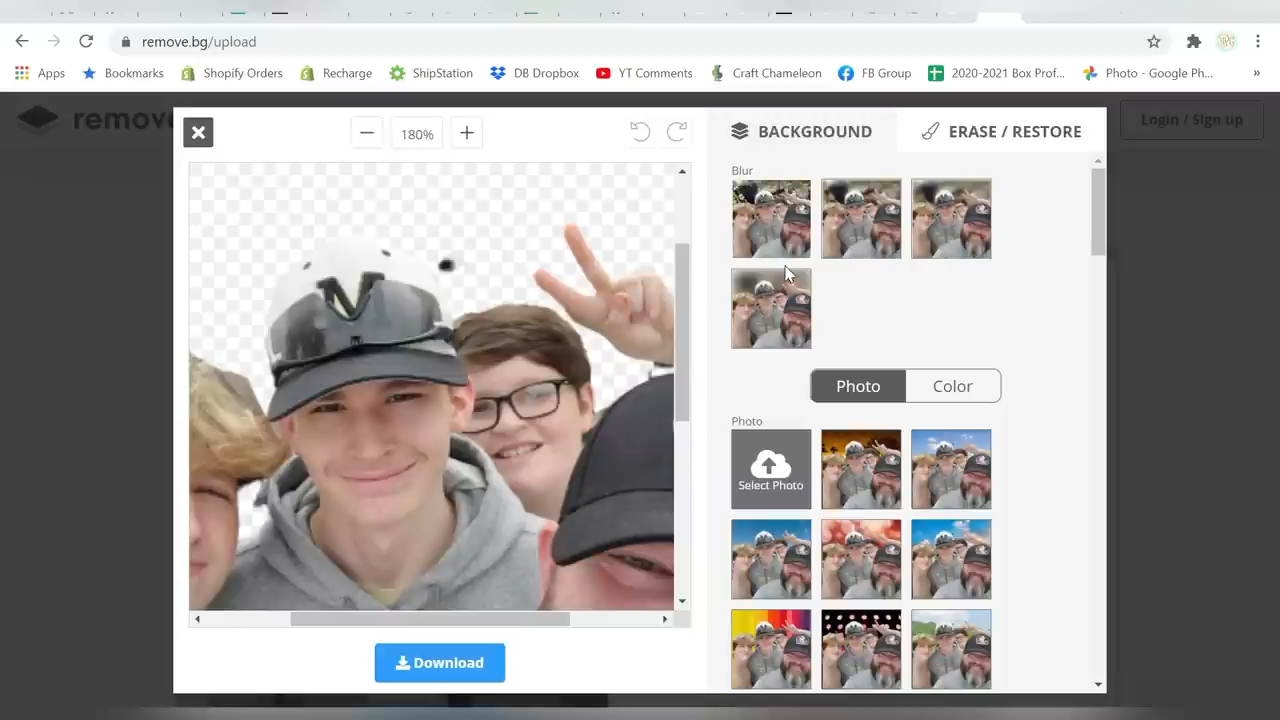 remove.bg/upload
Apps
Bookmarks
Shopify Orders
Recharge
ShipStation
DB Dropbox
YT Comments
Craft Chameleon
FB Group
2020-2021 Box Prof...
Photo - Google Ph...
»
remov
Login / Sign up
180%
BACKGROUND
ERASE / RESTORE
Blur
Photo
Color
Photo
Select Photo
Download